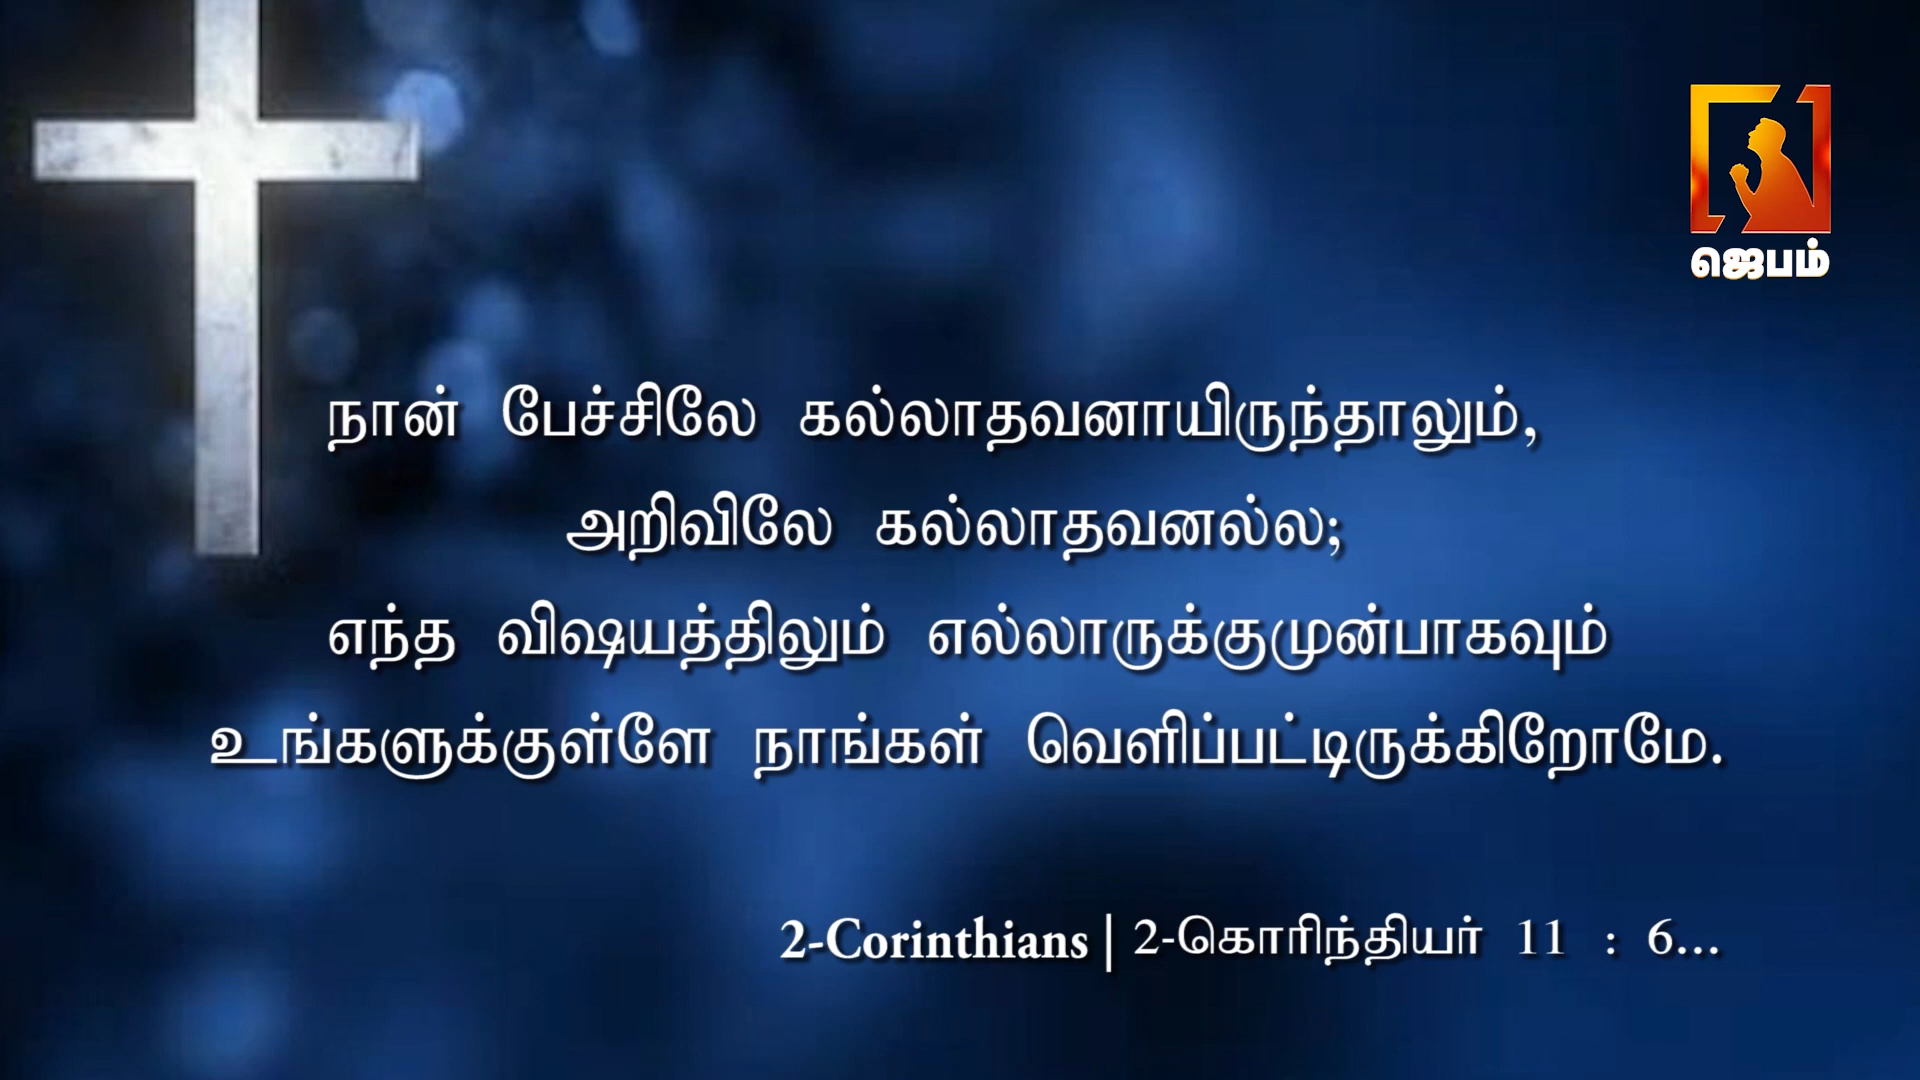 ஜெபம்
நான் பேச்சிலே கல்லாதவனாயிருந்தாலும்,
அறிவிலே கல்லாதவனல்ல;
எந்த விஷயத்திலும் எல்லாருக்குமுன்பாகவும்
உங்களுக்குள்ளே நாங்கள் வெளிப்பட்டிருக்கிறோமே.
2-Corinthians | 2-கொரிந்தியர் 11 : 6...